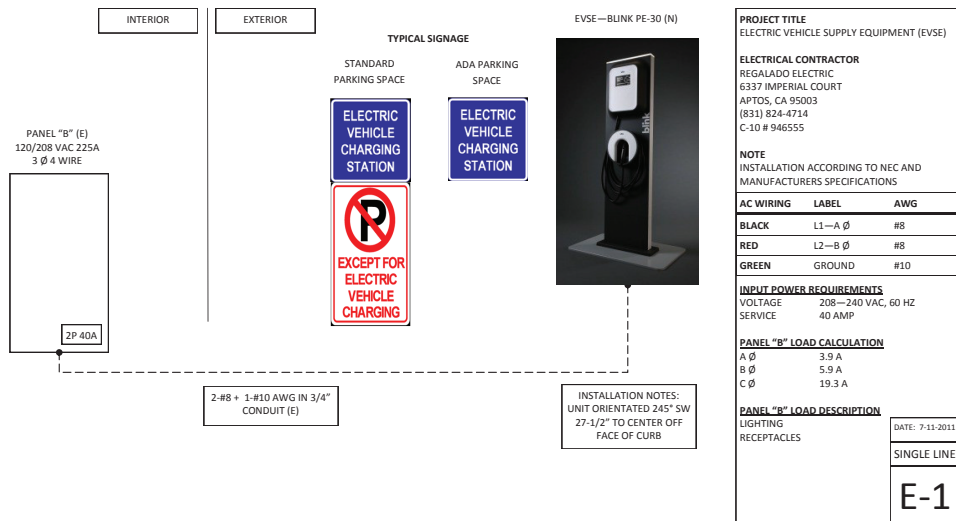 INTERIOR
EXTERIOR
TYPICAL SIGNAGE
STANDARD
PARKING SPACE
ADA PARKING
SPACE
ELECTRIC
VEHICLE
CHARGING
STATION
P
EXCEPT FOR
ELECTRIC
VEHICLE
CHARGING
ELECTRIC
VEHICLE
CHARGING
STATION
EVSE—BLINK PE-30 (N)
blink
PANEL “B” (E)
120/208 VAC 225A
3 Ø 4 WIRE
2P 40A
2-#8 + 1-#10 AWG IN 3/4”
CONDUIT (E)
INSTALLATION NOTES:
UNIT ORIENTATED 245° SW
27-1/2” TO CENTER OFF
FACE OF CURB
PROJECT TITLE
ELECTRIC VEHICLE SUPPLY EQUIPMENT (EVSE)
ELECTRICAL CONTRACTOR
REGALADO ELECTRIC
6337 IMPERIAL COURT
APTOS, CA 95003
(831) 824-4714
C-10 # 946555
NOTE
INSTALLATION ACCORDING TO NEC AND
MANUFACTURERS SPECIFICATIONS
AC WIRING LABEL AWG
BLACK L1—A Ø #8
RED L2—B Ø #8
GREEN GROUND #10
INPUT POWER REQUIREMENTS
VOLTAGE 208—240 VAC, 60 HZ
SERVICE 40 AMP
PANEL “B” LOAD CALCULATION
A Ø 3.9 A
B Ø 5.9 A
C Ø 19.3 A
PANEL “B” LOAD DESCRIPTION
LIGHTING
RECEPTACLES
DATE: 7-11-2011
SINGLE LINE
E-1